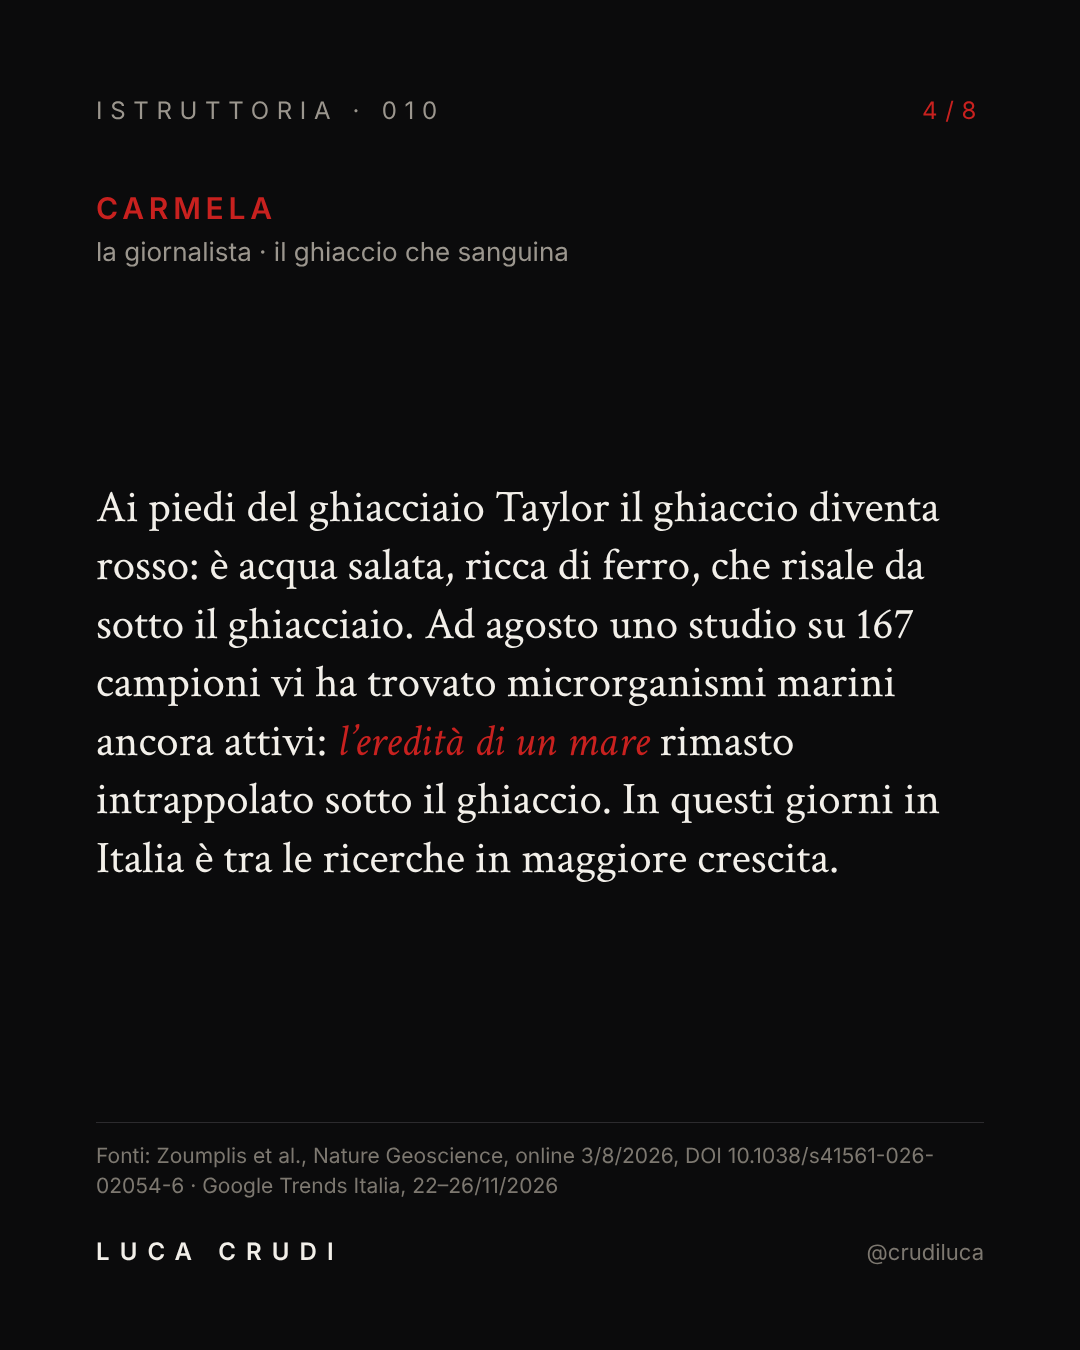 ISTRUTTORIA · 010
4/8
CARMELA
la giornalista · il ghiaccio che sanguina
Ai piedi del ghiacciaio Taylor il ghiaccio diventa
rosso: è acqua salata, ricca di ferro, che risale da
sotto il ghiacciaio. Ad agosto uno studio su 167
campioni vi ha trovato microrganismi marini
ancora attivi: l’eredità di un mare rimasto
intrappolato sotto il ghiaccio. In questi giorni in
Italia è tra le ricerche in maggiore crescita.
Fonti: Zoumplis et al., Nature Geoscience, online 3/8/2026, DOI 10.1038/s41561-026-
02054-6 · Google Trends Italia, 22–26/11/2026
LUCA CRUDI
@crudiluca